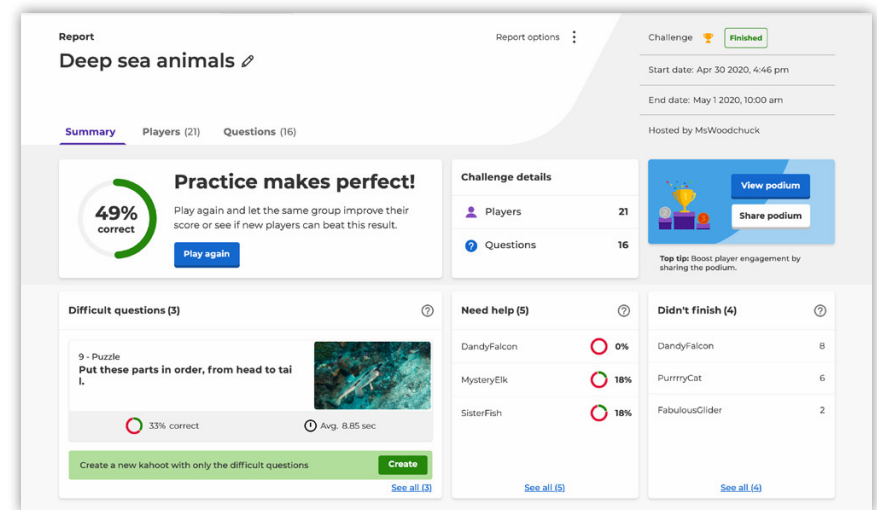 Report
Deep sea animals
Report options
Challenge
Finished
Start date: Apr 30 2020, 4:46 pm
End date: May 1 2020, 10:00 am
Hosted by MsWoodchuck
Summary
Players (21)
Questions (16)
49%
correct
Practice makes perfect!
Play again and let the same group improve their
score or see if new players can beat this result.
Play again
Challenge details
Players 21
? Questions 16
2
3
View podium
Share podium
Top tip: Boost player engagement by
sharing the podium.
Difficult questions (3) ?
9 - Puzzle
Put these parts in order, from head to tai
l.
33% correct
Avg. 8.85 sec
Create a new kahoot with only the difficult questions
Create
See all (3)
Need help (5) ?
DandyFalcon 0%
MysteryElk 18%
SisterFish 18%
See all (5)
Didn't finish (4) ?
DandyFalcon 8
PurrrryCat 6
FabulousGlider 2
See all (4)